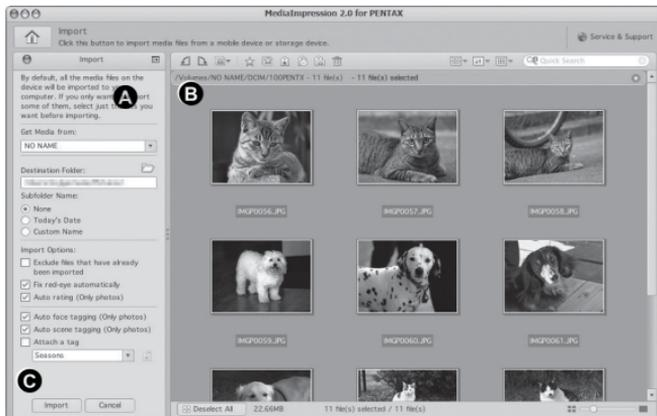 MediaImpression 2.0 for PENTAX
Import
Click this button to import media files from a mobile device or storage device.
Service & Support
Import
By default, all the media files on the
device will be imported to
computer. If you only want
some of them, select just you
want before importing.
A
Get Media from:
NO NAME
Destination Folder:
Subfolder Name:
None
Today's Date
Custom Name
Import Options:
Exclude files that have already
been imported
Fix red-eye automatically
Auto rating (Only photos)
Auto face tagging (Only photos)
Auto scene tagging (Only photos)
Attach a tag
Seasons
C
Import Cancel
Quick Search
/Volumes/NO NAME/DCIM/100PENTX - 11 file(s) - 11 file(s) selected
B
IMGP0056.JPG IMGP0057.JPG IMGP0058.JPG
IMGP0059.JPG IMGP0060.JPG IMGP0061.JPG
Deselect All 22.66MB 11 file(s) selected / 11 file(s)